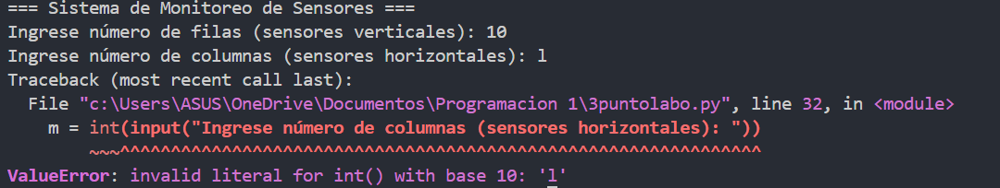 === Sistema de Monitoreo de Sensores ===
Ingrese número de filas (sensores verticales): 10
Ingrese número de columnas (sensores horizontales): l
Traceback (most recent call last):
  File "c:\Users\ASUS\OneDrive\Documentos\Programacion 1\3puntolabo.py", line 32, in <module>
    m = int(input("Ingrese número de columnas (sensores horizontales): "))
        ~~~^^^^^^^^^^^^^^^^^^^^^^^^^^^^^^^^^^^^^^^^^^^^^^^^^^^^^^^^^^^^^^^
ValueError: invalid literal for int() with base 10: 'l'